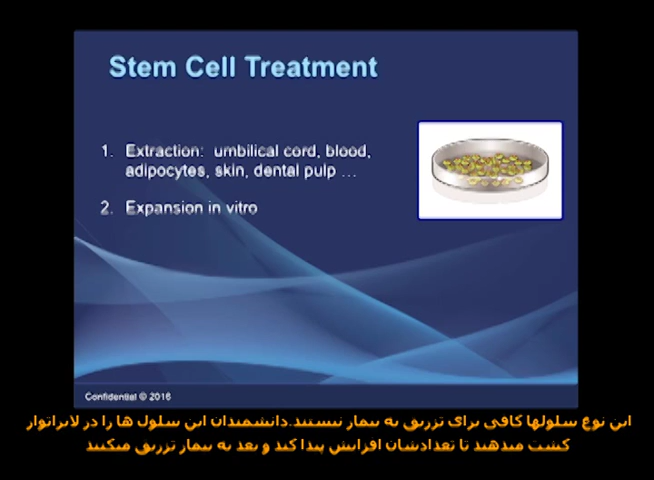 Stem Cell Treatment
1. Extraction: umbilical cord, blood,
adipocytes, skin, dental pulp ...
2. Expansion in vitro
Confidential © 2016
این نوع سلولها کافی برای تزریق به بیمار نیستند.دانشمندان این سلول ها را در لابراتوار
کشت میدهند تا تعدادشان افزایش پیدا کند و بعد به بیمار تزریق میکنند